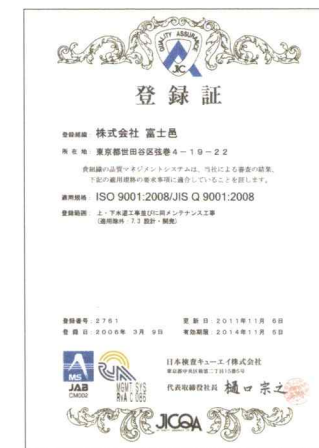 QUALITY ASSURANCE
JIC
登録証
登録組織: 株式会社 富士邑
所在地: 東京都世田谷区弦巻4-19-22
貴組織の品質マネジメントシステムは、当社による審査の結果、
下記の適用規格の要求事項に適合していることを証します。
適用規格: ISO 9001:2008/JIS Q 9001:2008
登録範囲: 上・下水道工事並びに同メンテナンス工事
(適用除外:7.3 設計・開発)
登録番号:2761
更新日:2011年11月 6日
登録日:2006年 3月 9日
有効期限:2014年11月 5日
MS
JAB
CM002
RvA
MGMT.SYS.
RvA C 086
日本検査キューエイ株式会社
代表取締役社長 樋口宗之
JICQA